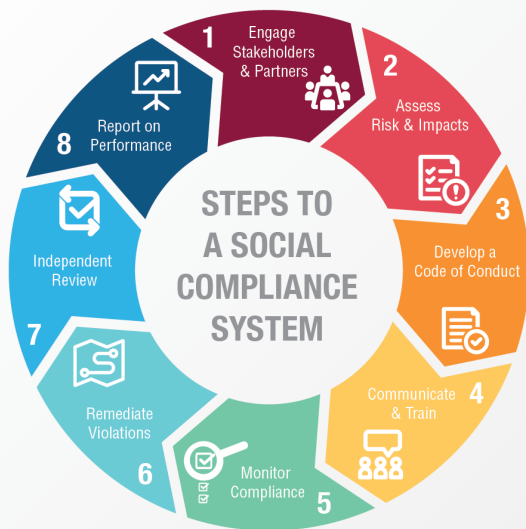 STEPS TO
A SOCIAL
COMPLIANCE
SYSTEM
1
Engage
Stakeholders
& Partners
2
Assess
Risk & Impacts
3
Develop a
Code of Conduct
4
Communicate
& Train
5
Monitor
Compliance
6
Remediate
Violations
7
Independent
Review
8
Report on
Performance